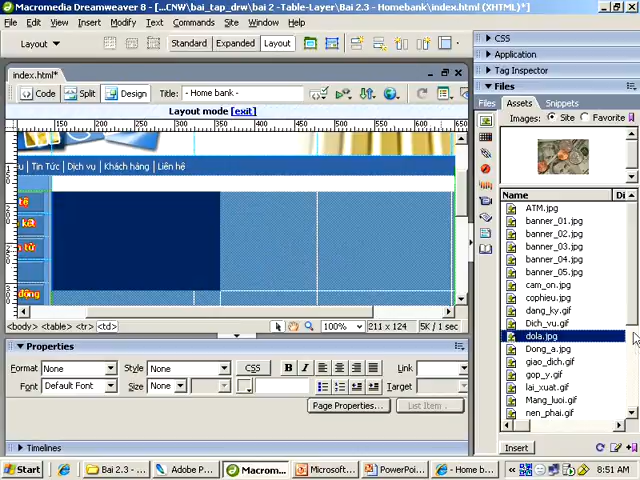 Macromedia Dreamweaver 8 - [...CNW\bai_tap_drw\bai 2 -Table-Layer\Bai 2.3 - Homebank\index.html (XHTML)*]
File Edit View Insert Modify Text Commands Site Window Help
Layout Standard Expanded Layout
index.html*
Code Split Design Title: - Home bank -
Layout mode [exit]
150 200 250 300 350 400 450 500 550 600 650
Tin Tức Dịch vụ Khách hàng Liên hệ
tế
kết
n tử
động
<body> <table> <tr> <td> 100% 211 x 124 5K / 1 sec
Properties
Format None Style None CSS B I Link
Font Default Font Size None Target
Page Properties... List Item...
Timelines
CSS
Application
Tag Inspector
Files
Files Assets Snippets
Images: Site Favorite
Name Di
ATM.jpg
banner_01.jpg
banner_02.jpg
banner_03.jpg
banner_04.jpg
banner_05.jpg
cam_on.jpg
cophieu.jpg
dang_ky.gif
Dich_vu.gif
dola.jpg
Dong_a.jpg
giao_dich.gif
gop_y.gif
lai_xuat.gif
Mang_luoi.gif
nen_phai.gif
Insert
Start Bai 2.3 - ... Adobe P... Macrom... Microsof... PowerPoi... - Home b... 8:51 AM